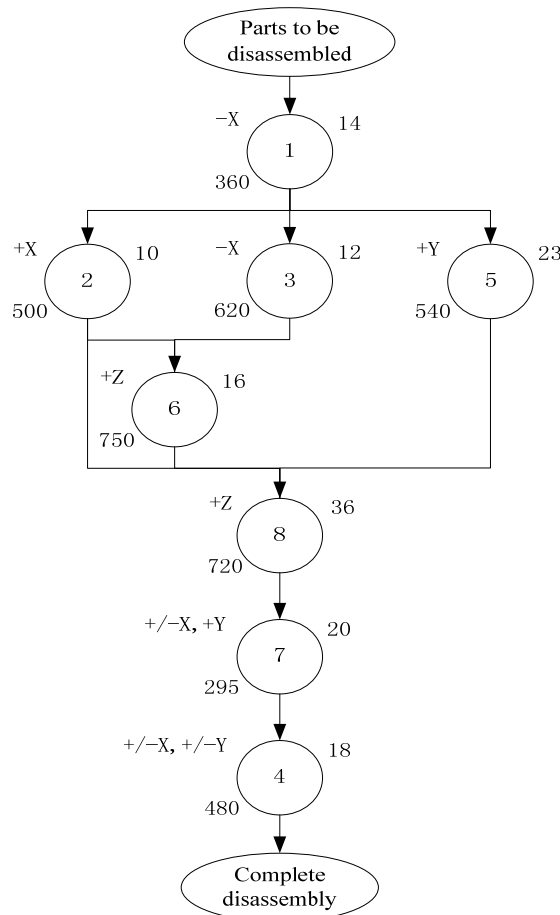 Parts to be
disassembled
−X
14
1
360
+X
10
2
500
−X
12
3
620
+Y
23
5
540
+Z
16
6
750
+Z
36
8
720
+/−X, +Y
20
7
295
+/−X, +/−Y
18
4
480
Complete
disassembly